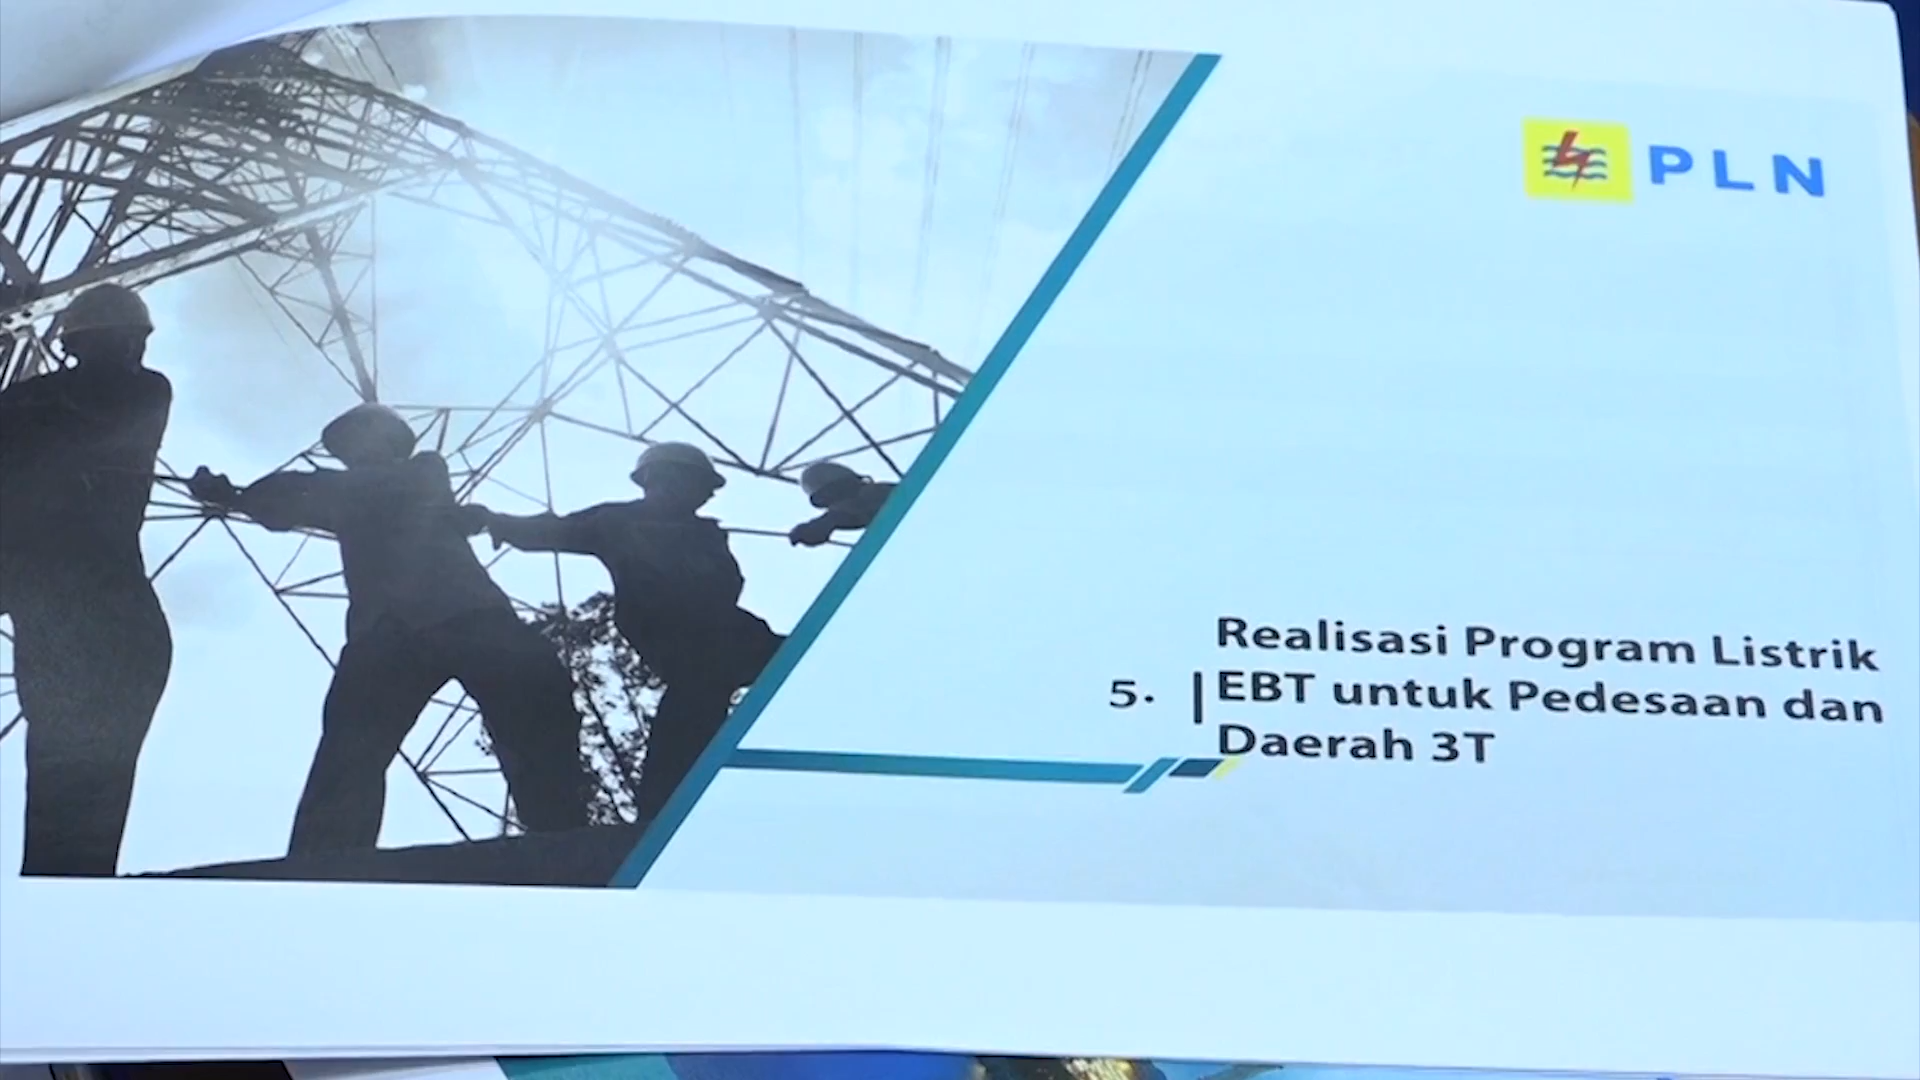 PLN
Realisasi Program Listrik
5. | EBT untuk Pedesaan dan
Daerah 3T